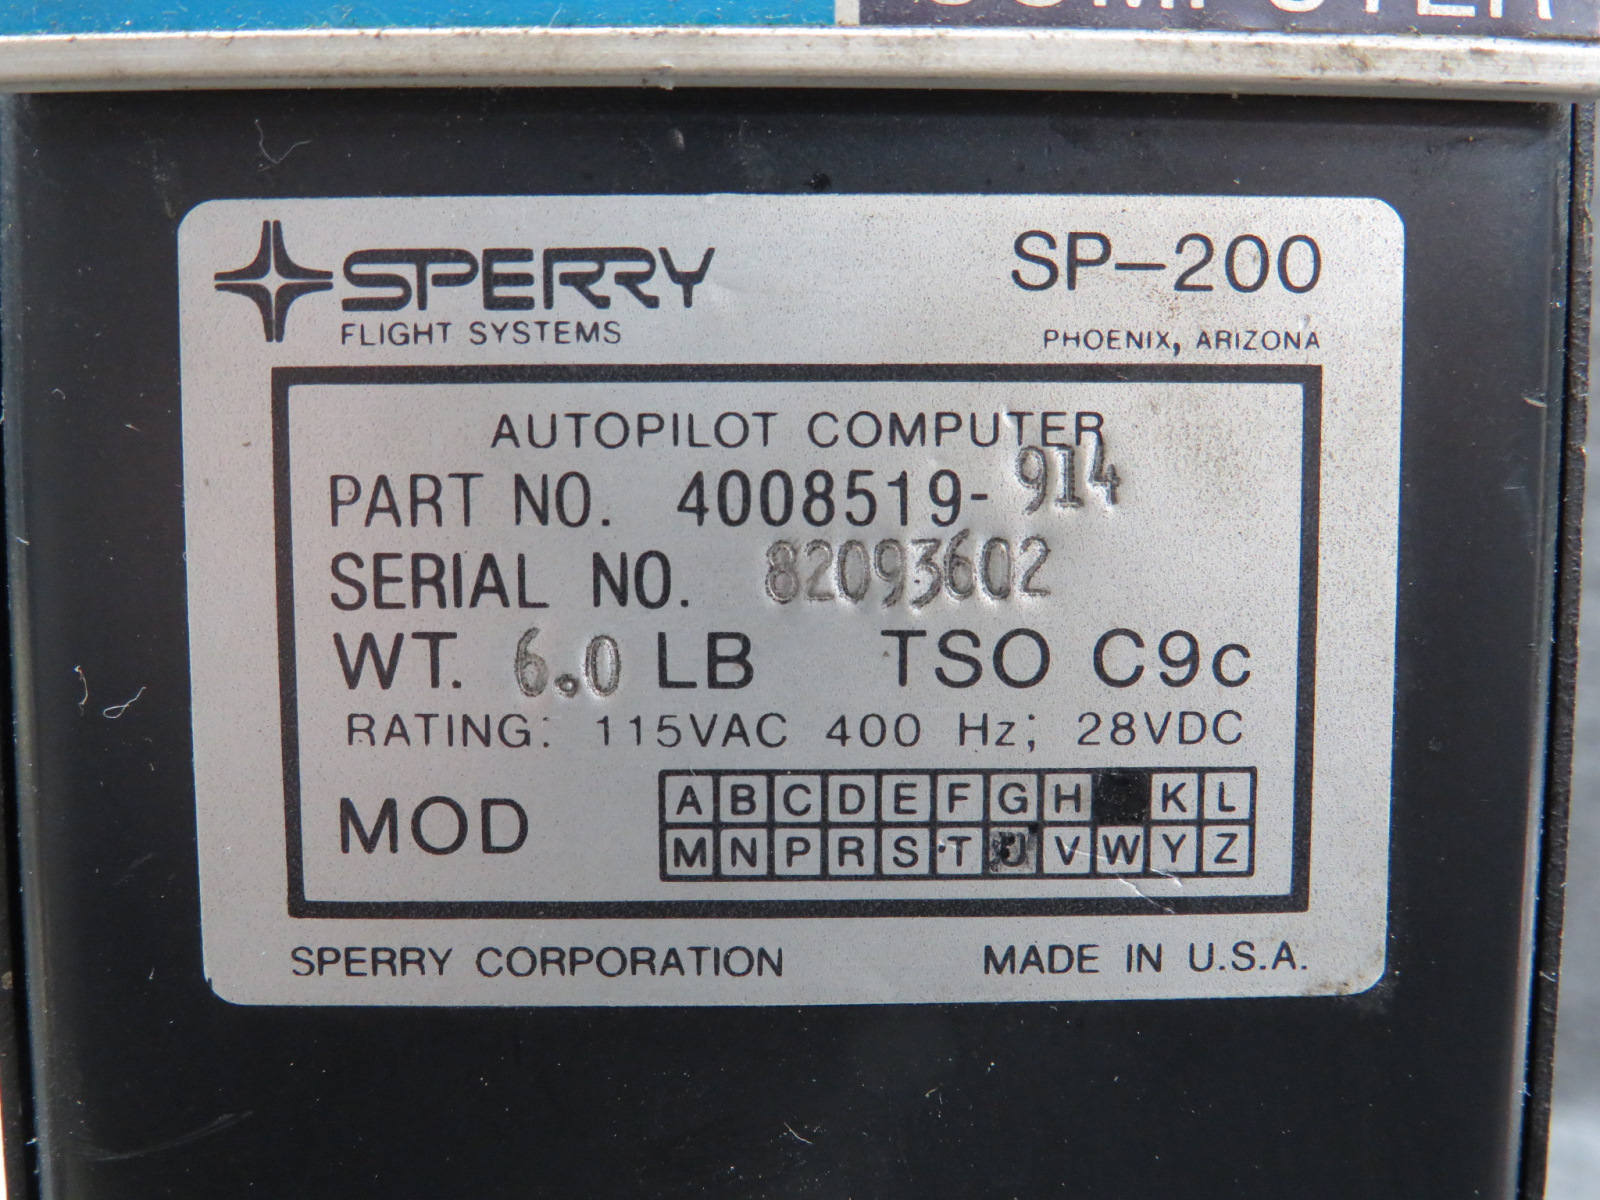 COMPUTER
SPERRY
SP-200
FLIGHT SYSTEMS
PHOENIX, ARIZONA
AUTOPILOT COMPUTER
PART NO. 4008519-914
SERIAL NO. 82093602
WT. 6.0 LB TSO C9c
RATING: 115VAC 400 Hz; 28VDC
MOD
A B C D E F G H K L
M N P R S T U V W Y Z
SPERRY CORPORATION MADE IN U.S.A.